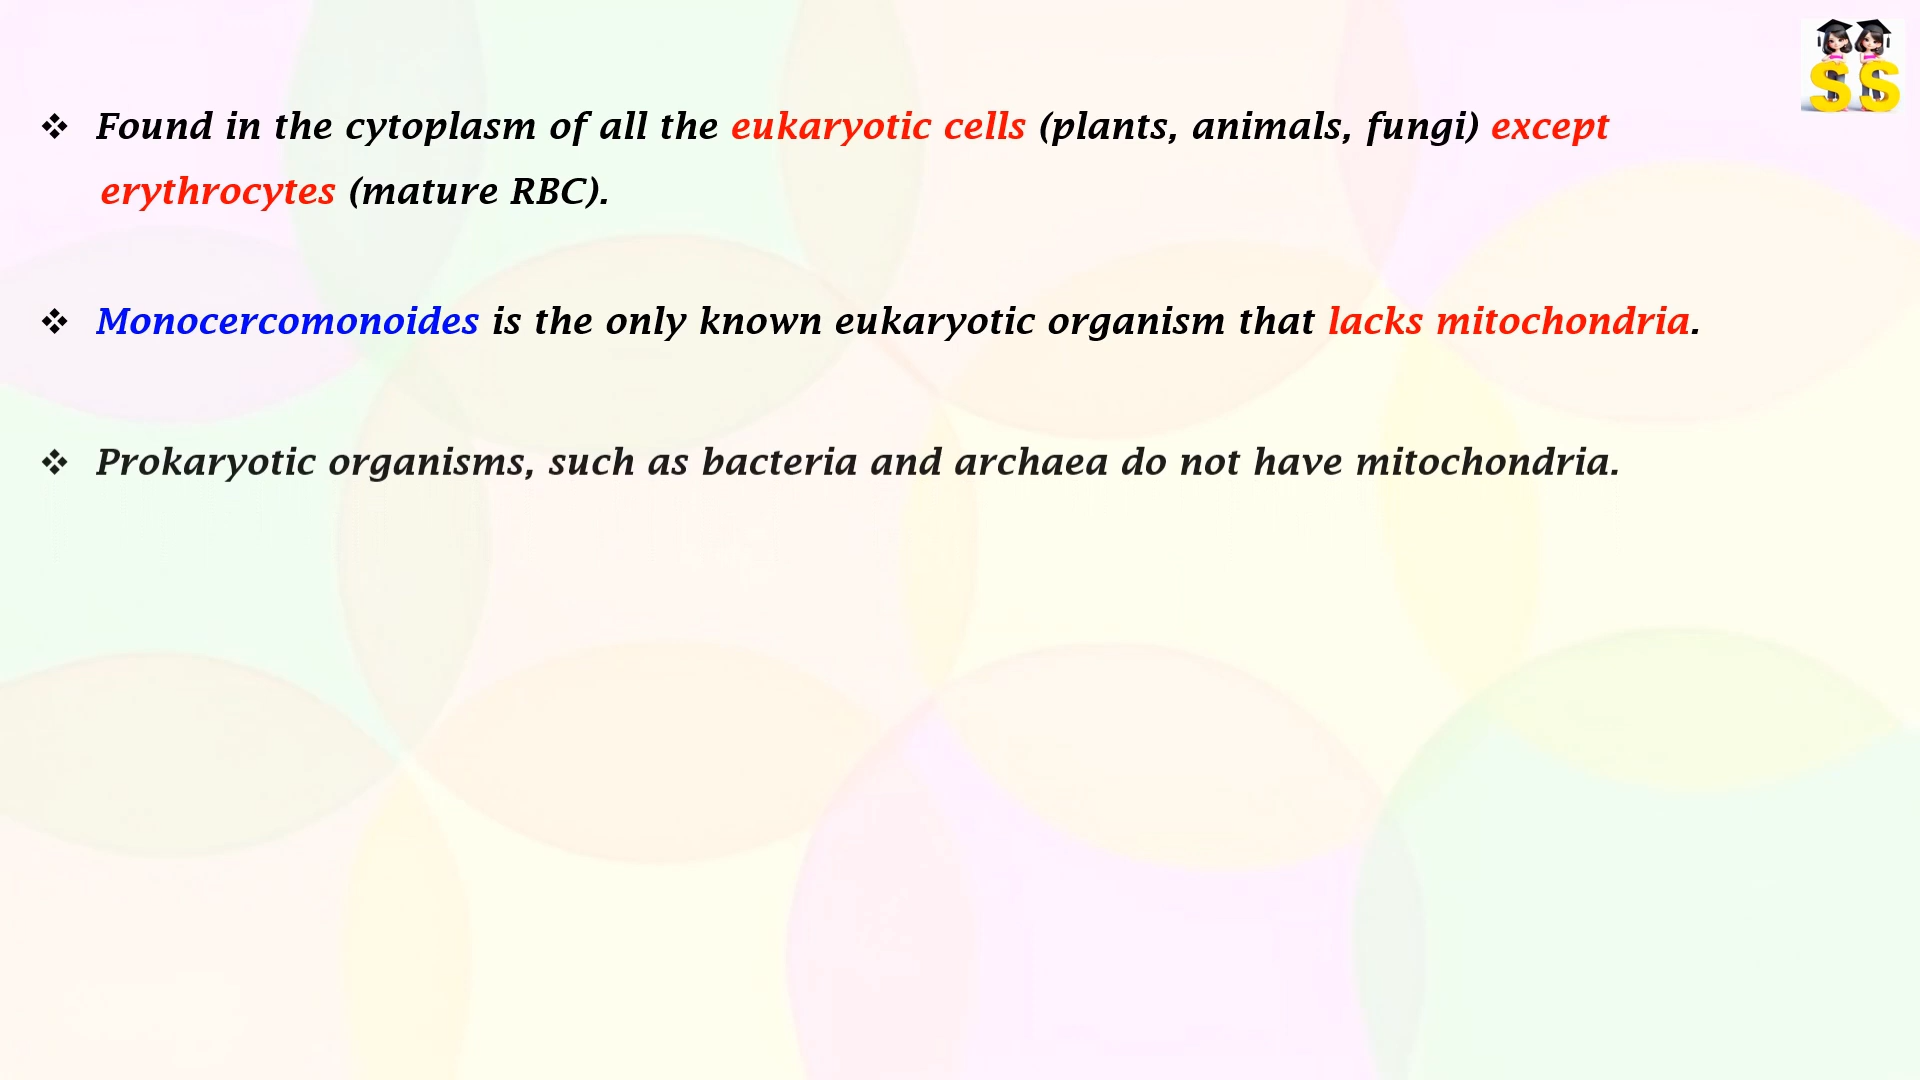 ❖ Found in the cytoplasm of all the eukaryotic cells (plants, animals, fungi) except
erythrocytes (mature RBC).
❖ Monocercomonoides is the only known eukaryotic organism that lacks mitochondria.
❖ Prokaryotic organisms, such as bacteria and archaea do not have mitochondria.
SS